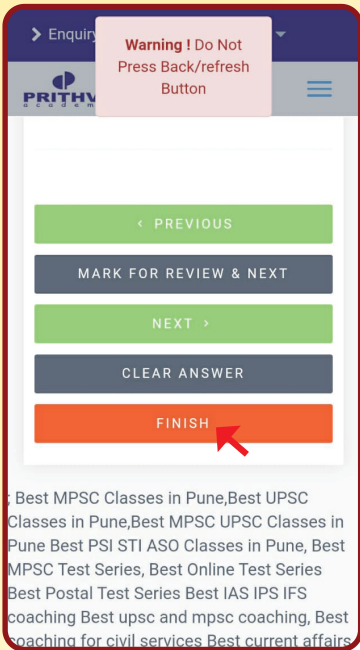 Enquiry
Warning ! Do Not
Press Back/refresh
Button
PRITHV
academ
‹ PREVIOUS
MARK FOR REVIEW & NEXT
NEXT ›
CLEAR ANSWER
FINISH
; Best MPSC Classes in Pune,Best UPSC
Classes in Pune,Best MPSC UPSC Classes in
Pune Best PSI STI ASO Classes in Pune, Best
MPSC Test Series, Best Online Test Series
Best Postal Test Series Best IAS IPS IFS
coaching Best upsc and mpsc coaching, Best
coaching for civil services Best current affairs